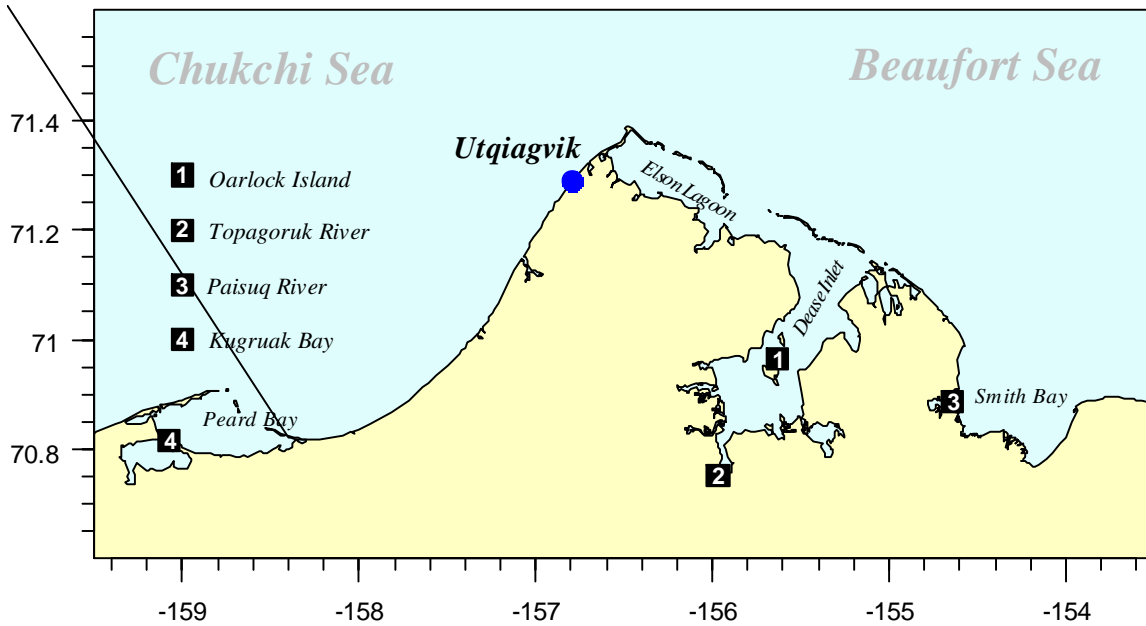 Chukchi Sea
Beaufort Sea
71.4
Utqiagvik
1 Oarlock Island
Elson Lagoon
71.2
2 Topagoruk River
3 Paisuq River
Dease Inlet
71
4 Kugruak Bay
1
Smith Bay
3
Peard Bay
4
70.8
2
-159
-158
-157
-156
-155
-154